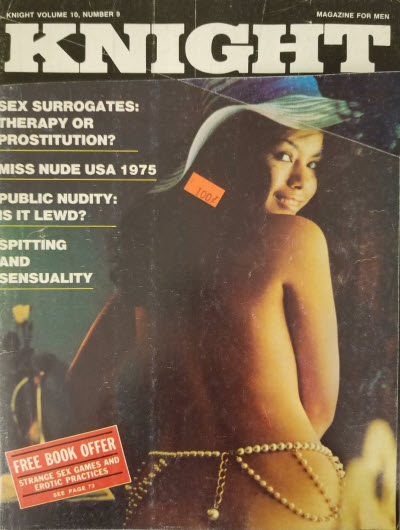 KNIGHT VOLUME 10, NUMBER 9
MAGAZINE FOR MEN
KNIGHT
SEX SURROGATES:
THERAPY OR
PROSTITUTION?
MISS NUDE USA 1975
PUBLIC NUDITY:
IS IT LEWD?
SPITTING
AND
SENSUALITY
FREE BOOK OFFER
STRANGE SEX GAMES AND
EROTIC PRACTICES
SEE PAGE 73